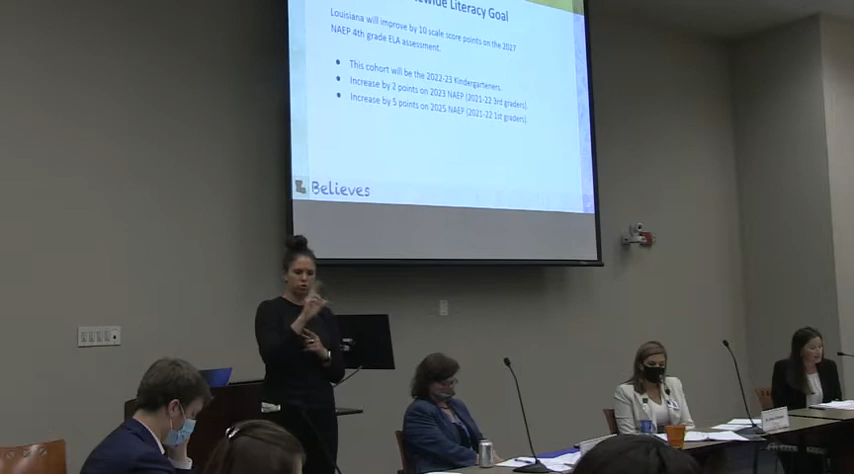 Literacy Goal
Louisiana will improve by 10 scale score points on the 2027
NAEP 4th grade ELA assessment.
• This cohort will be the 2022-23 Kindergarteners.
• Increase by 2 points on 2023 NAEP (2021-22 3rd graders).
• Increase by 5 points on 2025 NAEP (2021-22 1st graders).
Believes